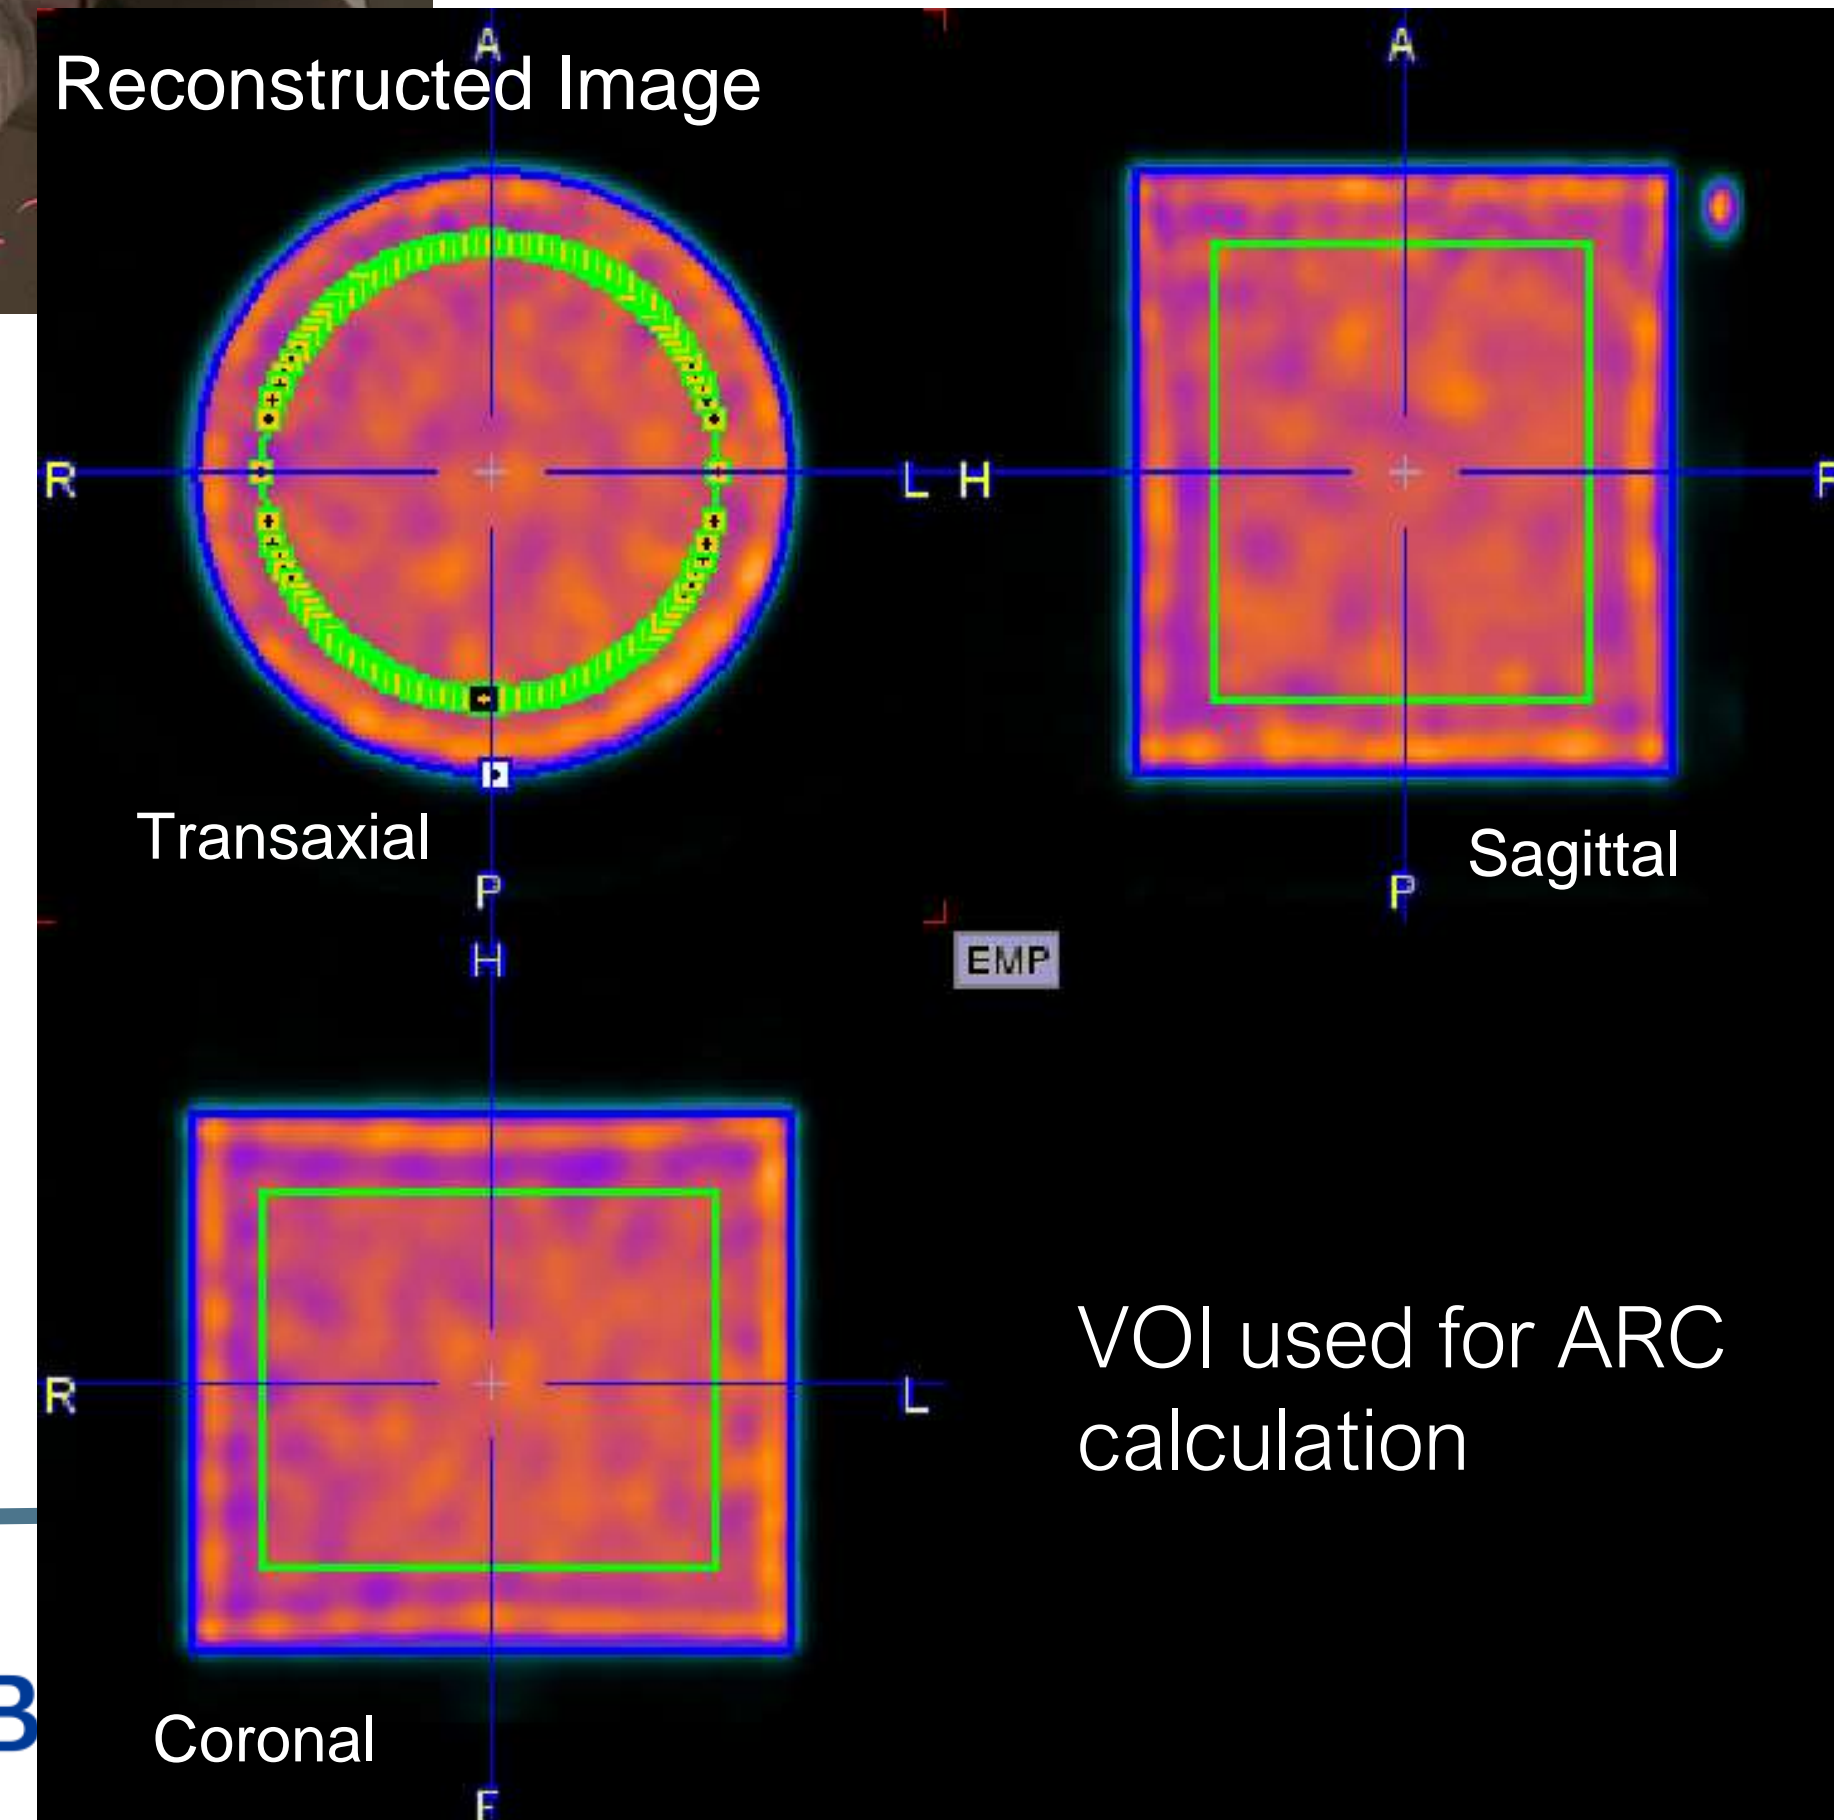 A
A
Reconstructed Image
R
L
H
F
Transaxial
Sagittal
P
P
H
EMP
R
L
VOI used for ARC
calculation
B
Coronal
F